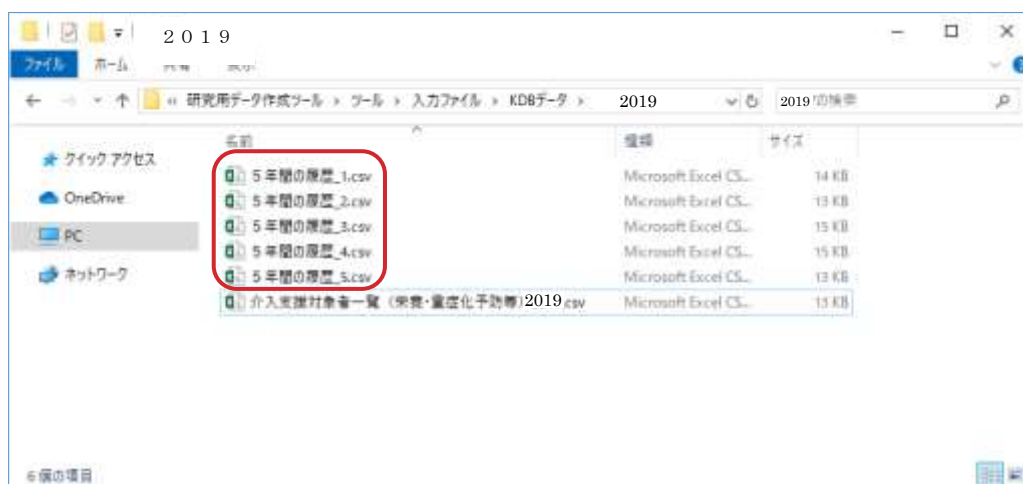 ２０１９
ファイル ホーム 共有 表示
« 研究用データ作成ツール › ツール › 入力ファイル › KDBデータ › 2019 2019の検索
名前 種類 サイズ
クイック アクセス
OneDrive
PC
ネットワーク
５年間の履歴_1.csv Microsoft Excel CS... 14 KB
５年間の履歴_2.csv Microsoft Excel CS... 13 KB
５年間の履歴_3.csv Microsoft Excel CS... 15 KB
５年間の履歴_4.csv Microsoft Excel CS... 15 KB
５年間の履歴_5.csv Microsoft Excel CS... 13 KB
介入支援対象者一覧（栄養・重症化予防等)2019.csv Microsoft Excel CS... 13 KB
6 個の項目